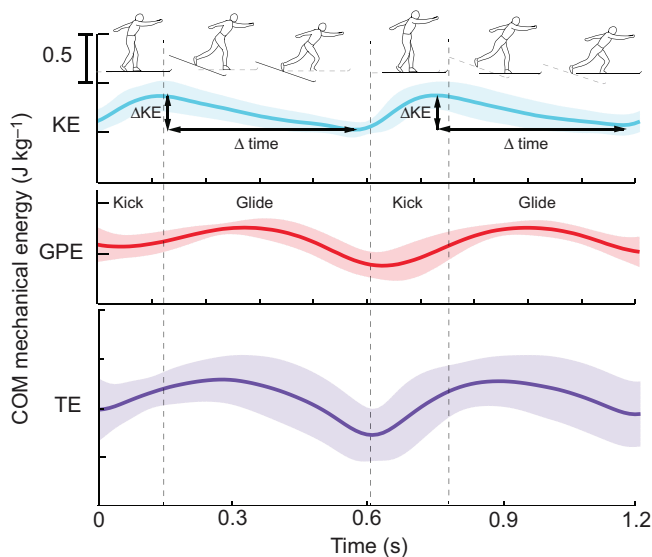 0.5
KE
ΔKE
Δ time
ΔKE
Δ time
COM mechanical energy (J kg⁻¹)
Kick
Glide
Kick
Glide
GPE
TE
0
0.3
0.6
0.9
1.2
Time (s)